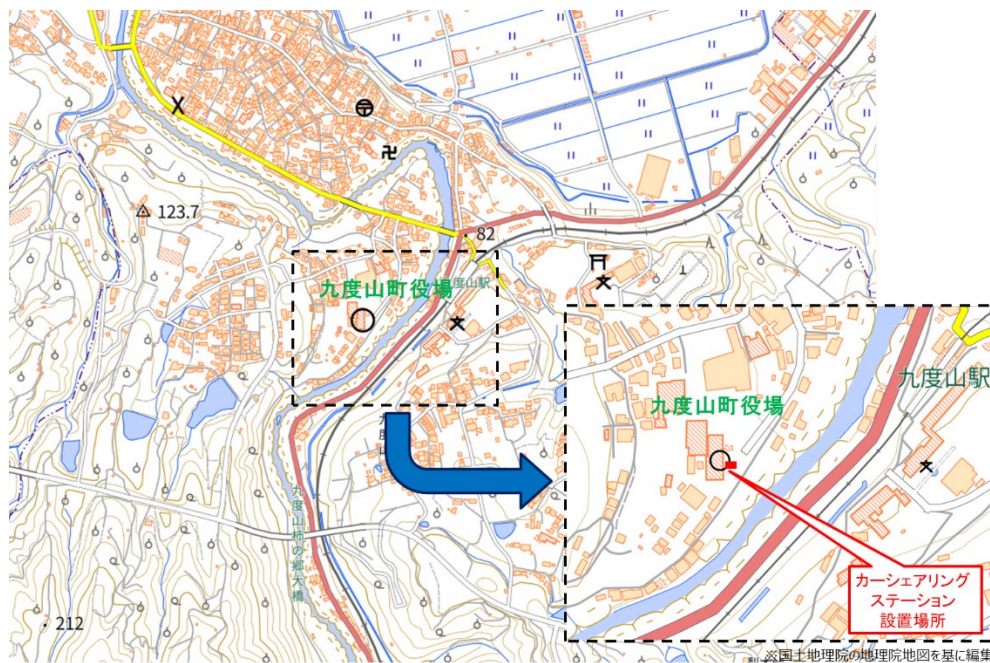 123.7
82
九度山駅
九度山町役場
九度山町役場
九度山駅
九度山柿の郷大橋
カーシェアリング
ステーション
設置場所
212
※国土地理院の地理院地図を基に編集